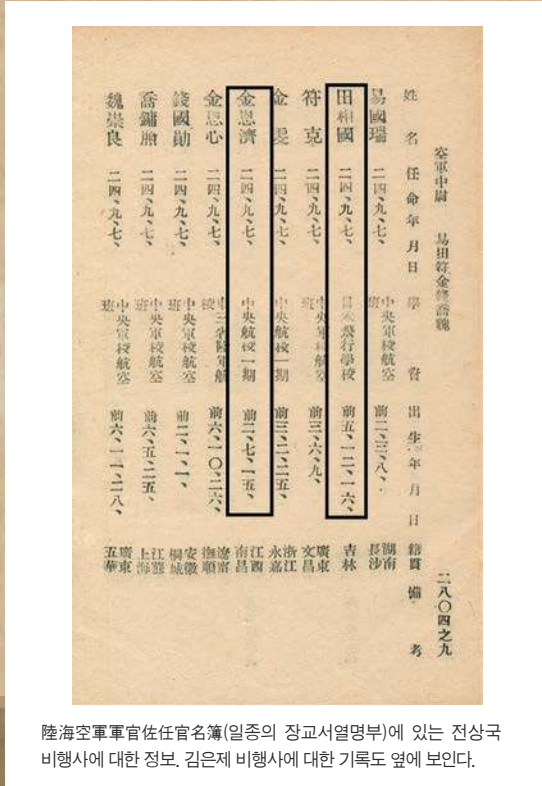 空軍中尉 易田符金錢喬魏 二八〇四之九
姓名 任命年月日 學資 出生年月日 籍貫 備考
易國瑞 二四、九、七、 中央軍校航空班 前二、三、八、 湖南長沙
田相國 二四、九、七、 日本飛行學校 前五、一二、一六、 吉林
符克 二四、九、七、 中央軍校航空班 前三、六、九、 廣東文昌
金雯 二四、九、七、 中央航校一期 前三、二、二五、 浙江永嘉
金恩濟 二四、九、七、 中央航校一期 前二、七、一五、 江西南昌
金恩心 二四、九、七、 三省陸軍航校 前六、一〇、二六、 遼甯撫順
錢國勛 二四、九、七、 中央軍校航空班 前二、一、一、 安徽桐城
喬鏞 二四、九、七、 中央軍校航空班 前六、五、二五、 江蘇上海
魏崇良 二四、九、七、 中央軍校航空班 前六、一一、二八、 廣東五華
陸海空軍軍官佐任官名簿(일종의 장교서열명부)에 있는 전상국
비행사에 대한 정보. 김은제 비행사에 대한 기록도 옆에 보인다.